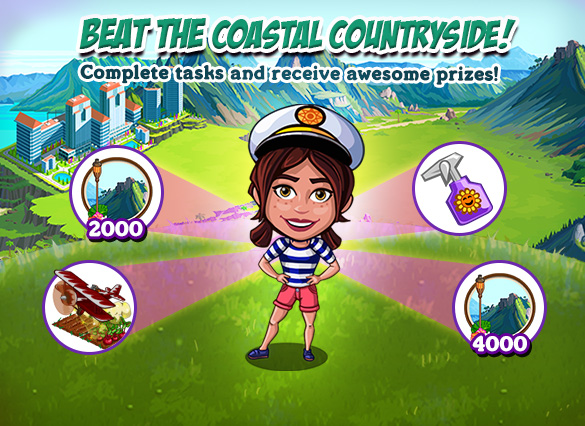 BEAT THE COASTAL COUNTRYSIDE!
Complete tasks and receive awesome prizes!
2000
4000